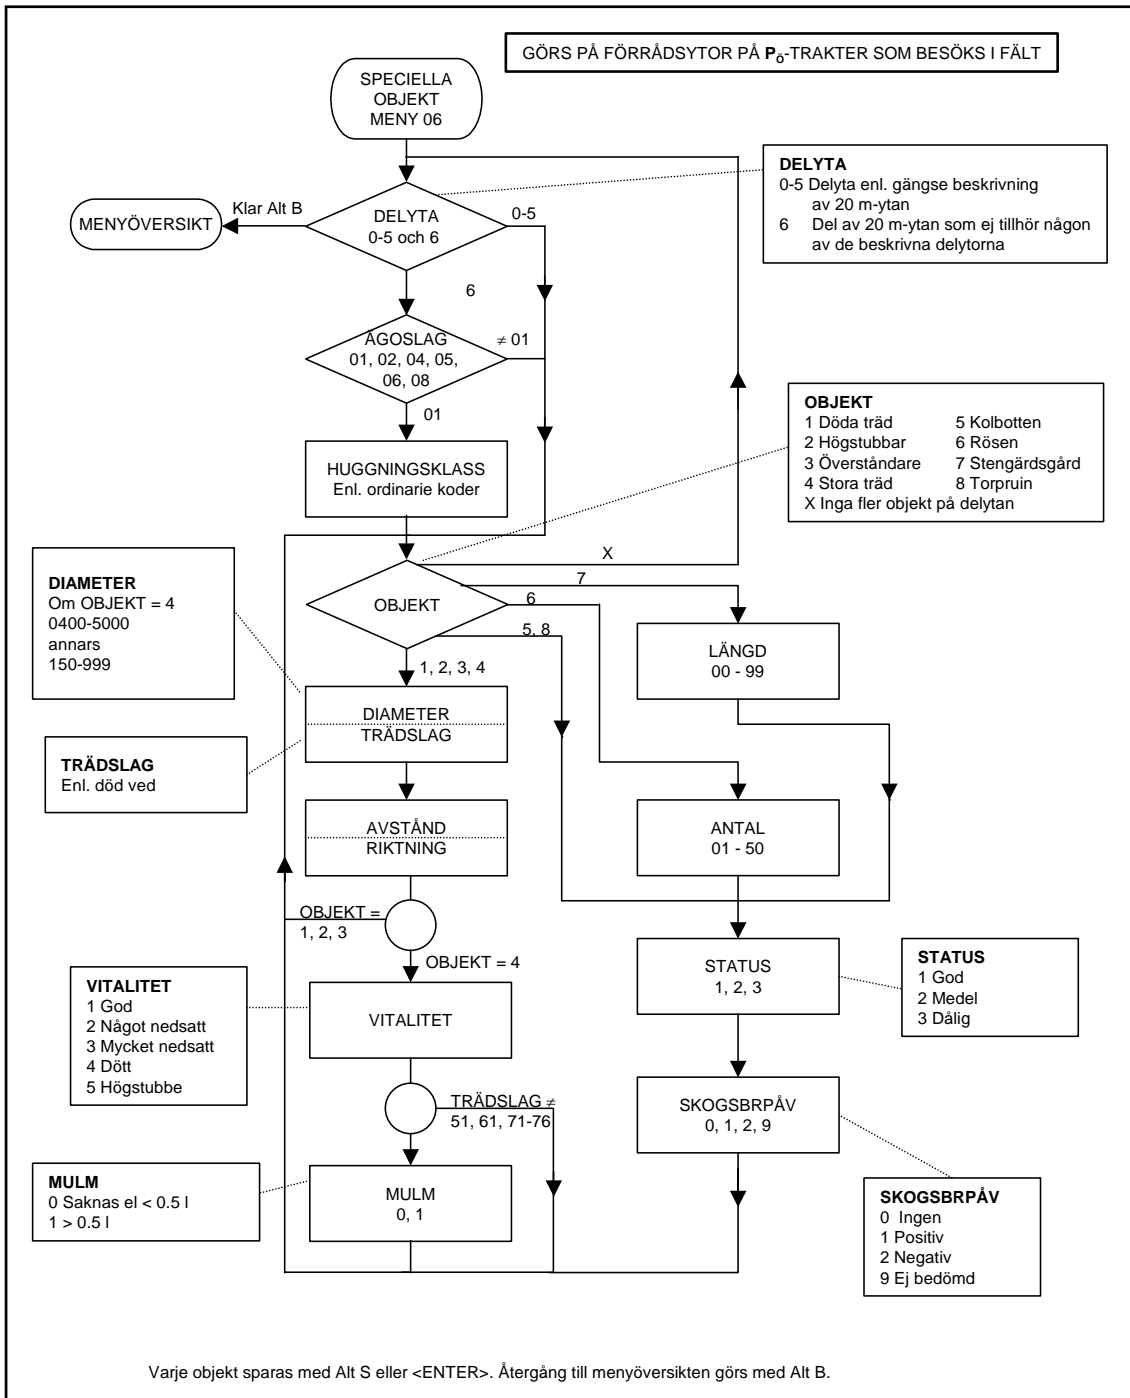 GÖRS PÅ FÖRRÅDSYTOR PÅ Pö-TRAKTER SOM BESÖKS I FÄLT
SPECIELLA
OBJEKT
MENY 06
DELYTA
0-5 Delyta enl. gängse beskrivning
av 20 m-ytan
6 Del av 20 m-ytan som ej tillhör någon
av de beskrivna delytorna
MENYÖVERSIKT
Klar Alt B
DELYTA
0-5 och 6
0-5
6
ÄGOSLAG
01, 02, 04, 05,
06, 08
≠ 01
01
OBJEKT
1 Döda träd 5 Kolbotten
2 Högstubbar 6 Rösen
3 Överståndare 7 Stengärdsgård
4 Stora träd 8 Torpruin
X Inga fler objekt på delytan
HUGGNINGSKLASS
Enl. ordinarie koder
X
7
6
5, 8
OBJEKT
1, 2, 3, 4
DIAMETER
Om OBJEKT = 4
0400-5000
annars
150-999
LÄNGD
00 - 99
DIAMETER
TRÄDSLAG
TRÄDSLAG
Enl. död ved
AVSTÅND
RIKTNING
ANTAL
01 - 50
OBJEKT =
1, 2, 3
OBJEKT = 4
STATUS
1, 2, 3
STATUS
1 God
2 Medel
3 Dålig
VITALITET
1 God
2 Något nedsatt
3 Mycket nedsatt
4 Dött
5 Högstubbe
VITALITET
TRÄDSLAG ≠
51, 61, 71-76
SKOGSBRPÅV
0, 1, 2, 9
MULM
0 Saknas el < 0.5 l
1 > 0.5 l
MULM
0, 1
SKOGSBRPÅV
0 Ingen
1 Positiv
2 Negativ
9 Ej bedömd
Varje objekt sparas med Alt S eller <ENTER>. Återgång till menyöversikten görs med Alt B.